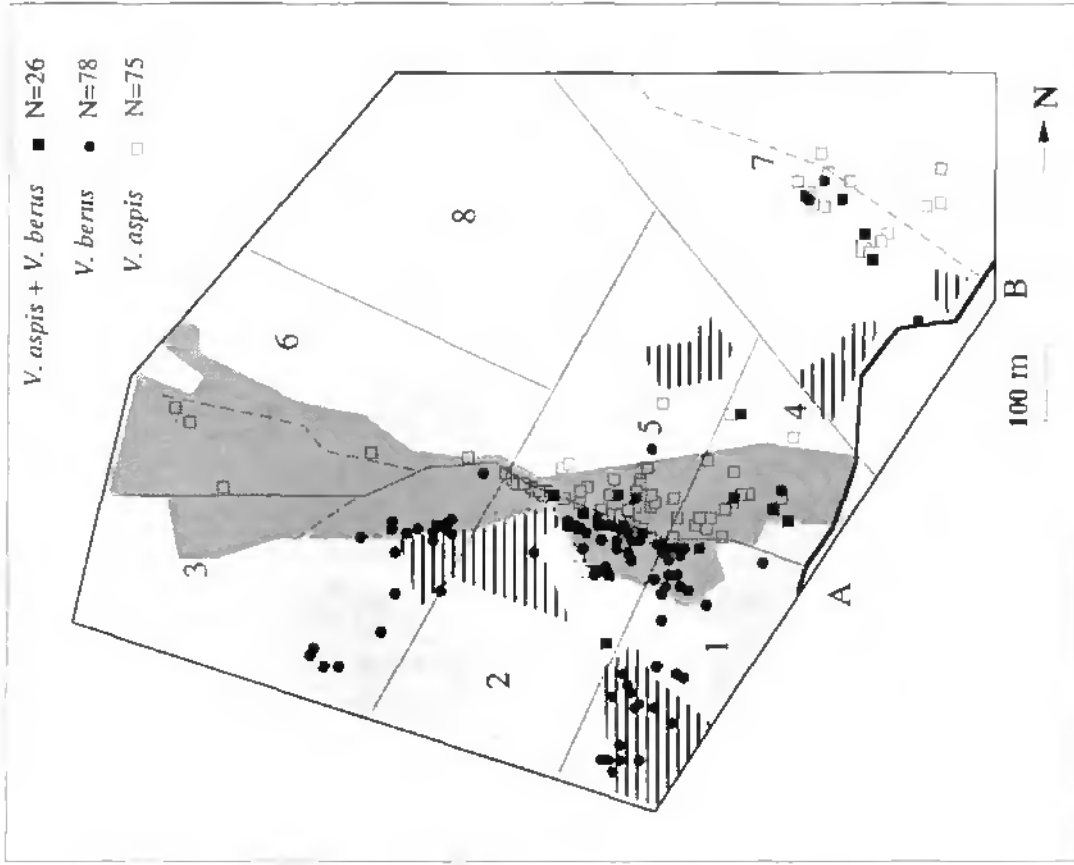 V. aspis + V. berus ■ N=26
V. berus ● N=78
V. aspis □ N=75
8
6
7
3
5
4
2
1
B
A
100 m
N